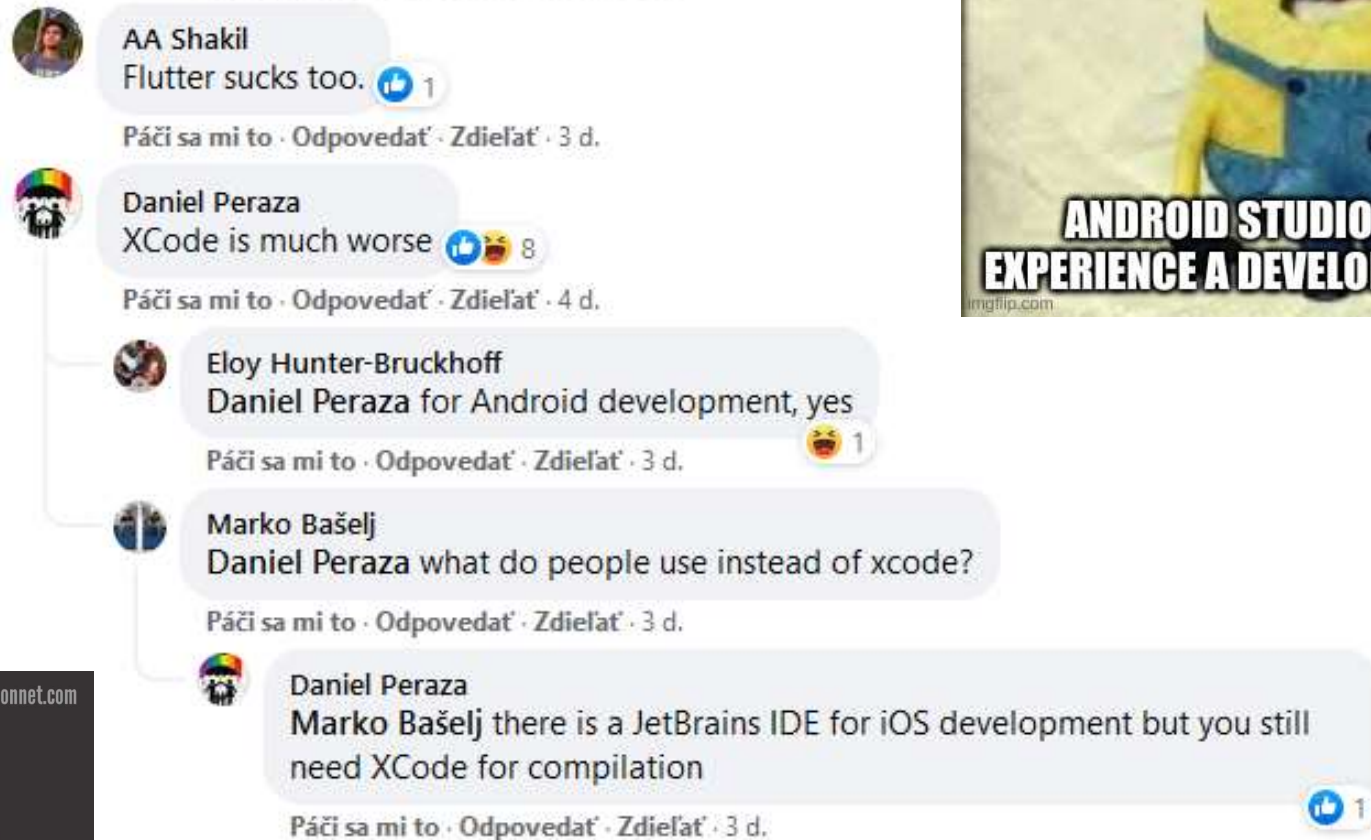 AA Shakil
Flutter sucks too.
1
Páči sa mi to · Odpovedať · Zdieľať · 3 d.
Daniel Peraza
XCode is much worse
8
Páči sa mi to · Odpovedať · Zdieľať · 4 d.
Eloy Hunter-Bruckhoff
Daniel Peraza for Android development, yes
1
Páči sa mi to · Odpovedať · Zdieľať · 3 d.
Marko Bašelj
Daniel Peraza what do people use instead of xcode?
Páči sa mi to · Odpovedať · Zdieľať · 3 d.
Daniel Peraza
Marko Bašelj there is a JetBrains IDE for iOS development but you still
need XCode for compilation
1
Páči sa mi to · Odpovedať · Zdieľať · 3 d.
ANDROID STUDIO
EXPERIENCE A DEVELO
imgflip.com
onnet.com